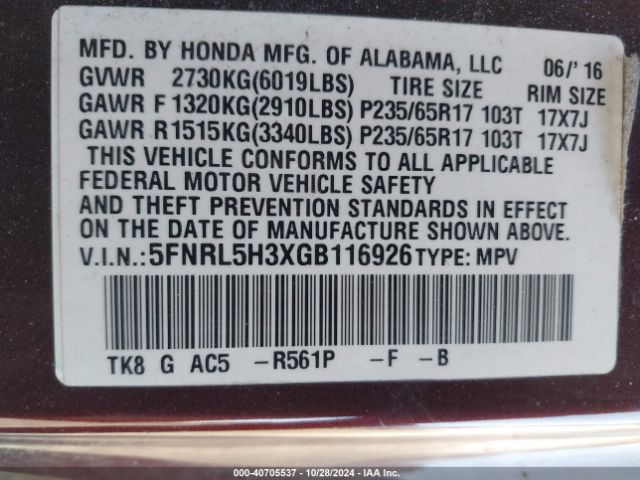 MFD. BY HONDA MFG. OF ALABAMA, LLC 06/'16
GVWR 2730KG(6019LBS) TIRE SIZE RIM SIZE
GAWR F 1320KG(2910LBS) P235/65R17 103T 17X7J
GAWR R 1515KG(3340LBS) P235/65R17 103T 17X7J
THIS VEHICLE CONFORMS TO ALL APPLICABLE
FEDERAL MOTOR VEHICLE SAFETY
AND THEFT PREVENTION STANDARDS IN EFFECT
ON THE DATE OF MANUFACTURE SHOWN ABOVE.
V.I.N.: 5FNRL5H3XGB116926 TYPE: MPV
TK8 G AC5 -R561P -F -B
000-40705537 - 10/28/2024 - IAA Inc.